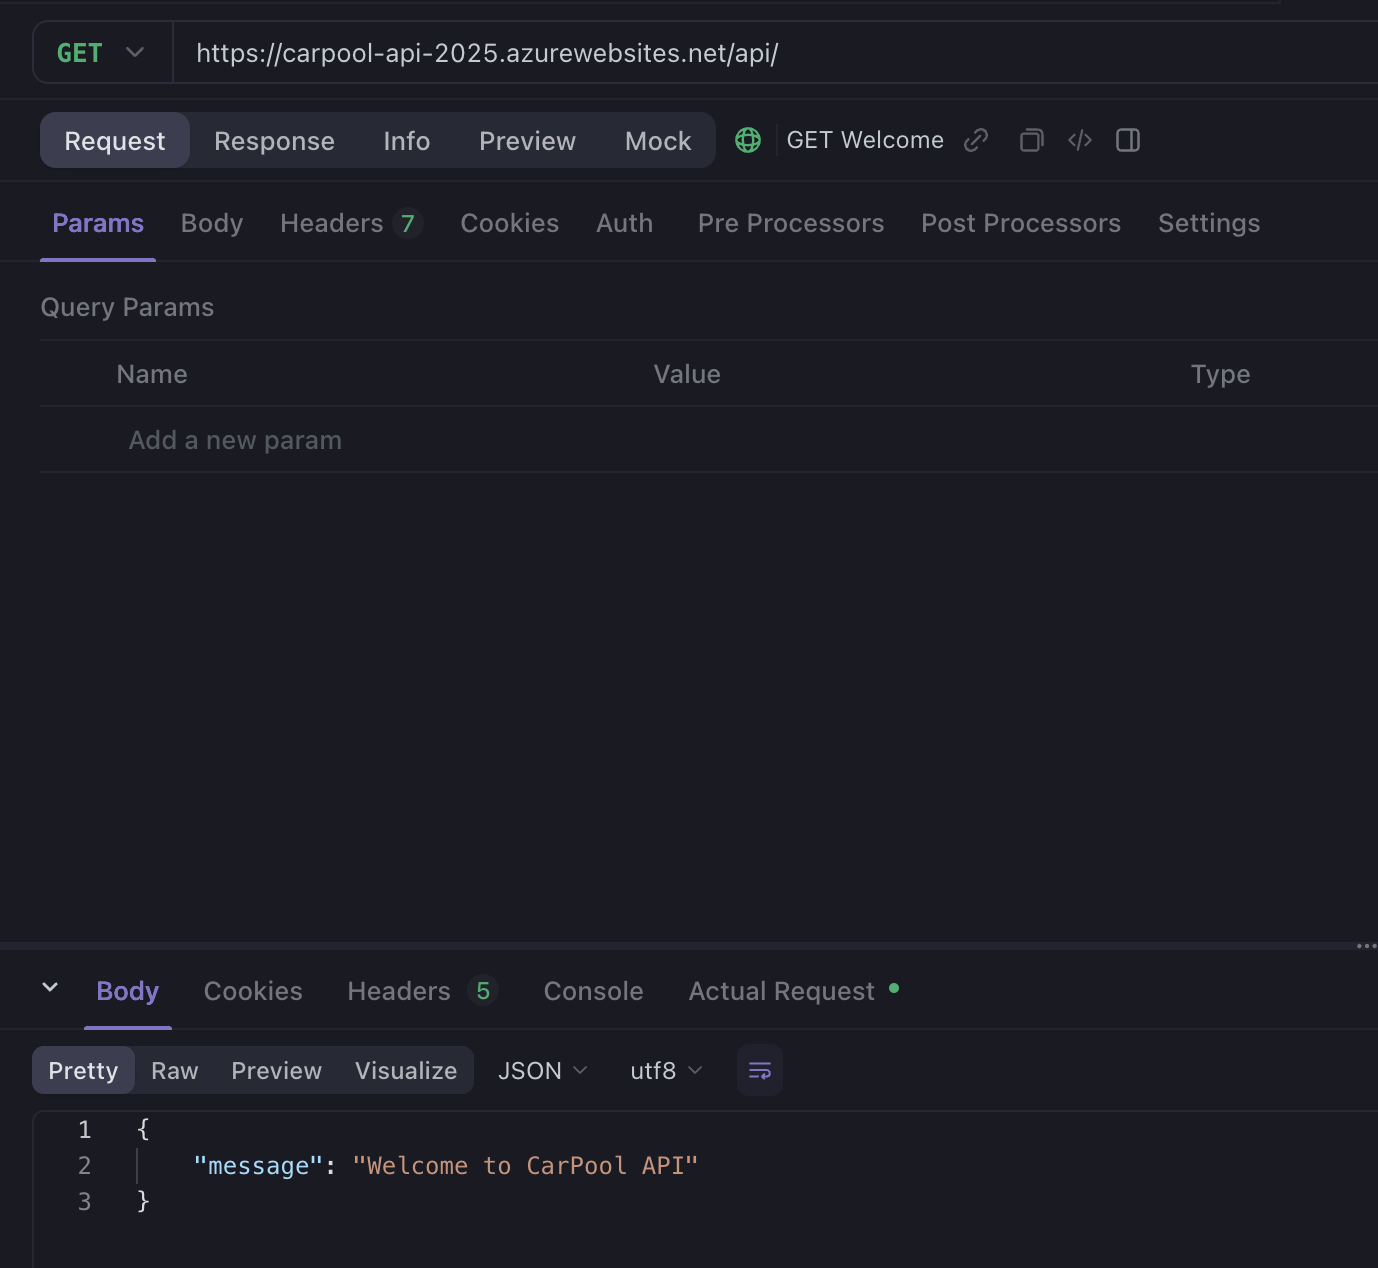 GET https://carpool-api-2025.azurewebsites.net/api/
Request Response Info Preview Mock GET Welcome
Params Body Headers 7 Cookies Auth Pre Processors Post Processors Settings
Query Params
Name Value Type
Add a new param
Body Cookies Headers 5 Console Actual Request
Pretty Raw Preview Visualize JSON utf8
1 {
2 "message": "Welcome to CarPool API"
3 }